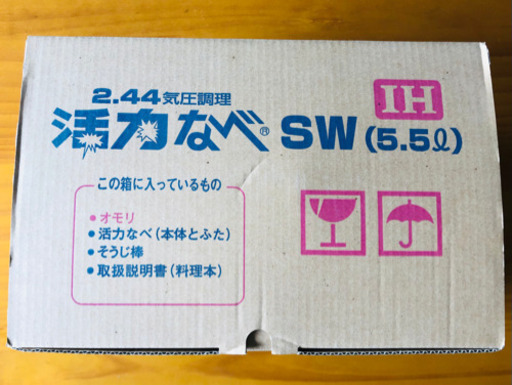 IH
2.44気圧調理
活力なべ® SW (5.5ℓ)
この箱に入っているもの
●オモリ
●活力なべ(本体とふた)
●そうじ棒
●取扱説明書(料理本)